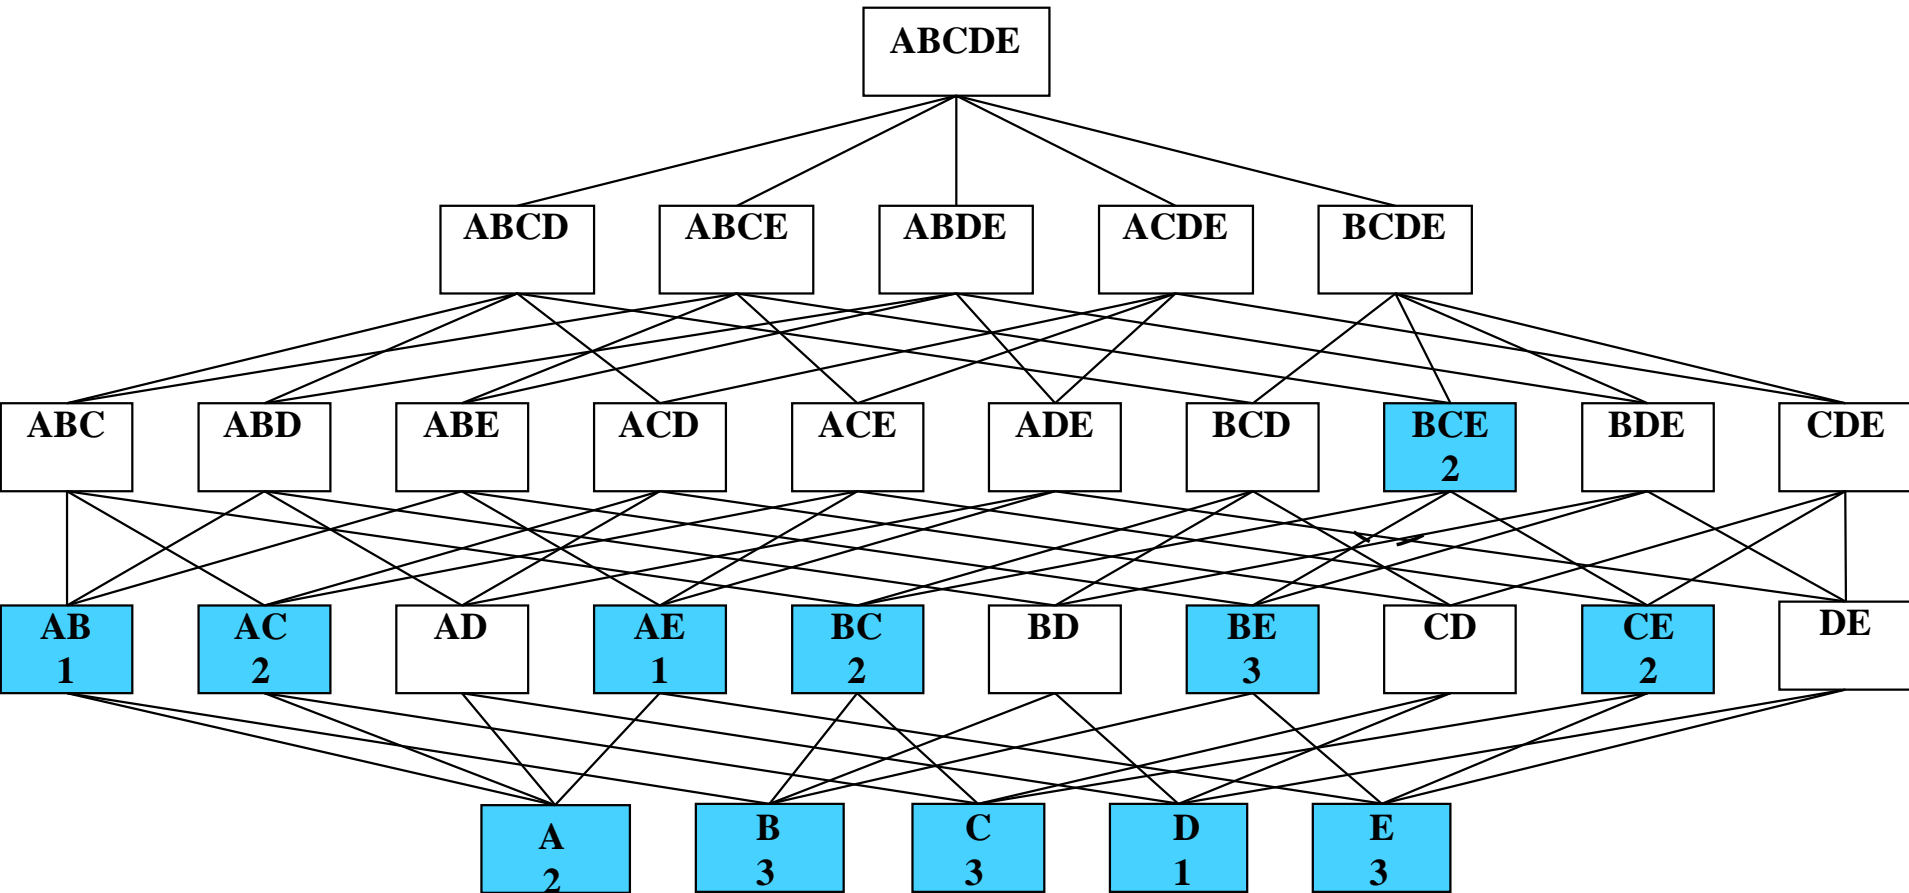 ABCDE
ABCD ABCE ABDE ACDE BCDE
ABC ABD ABE ACD ACE ADE BCD BCE BDE CDE
2
AB AC AD AE BC BD BE CD CE DE
1 2 1 2 3 2
A B C D E
2 3 3 1 3